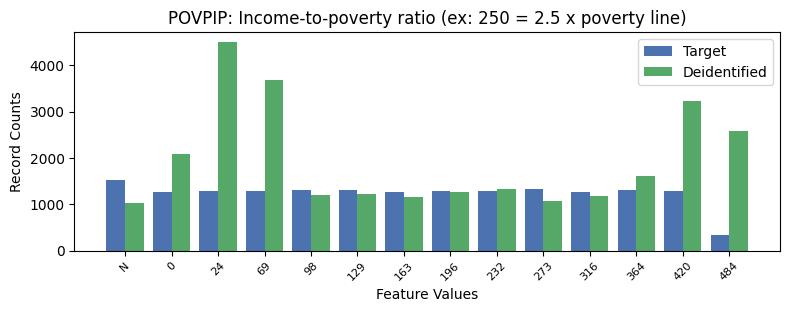 POVPIP: Income-to-poverty ratio (ex: 250 = 2.5 x poverty line)
Target
Deidentified
Record Counts
4000
3000
2000
1000
0
N 0 24 69 98 129 163 196 232 273 316 364 420 484
Feature Values